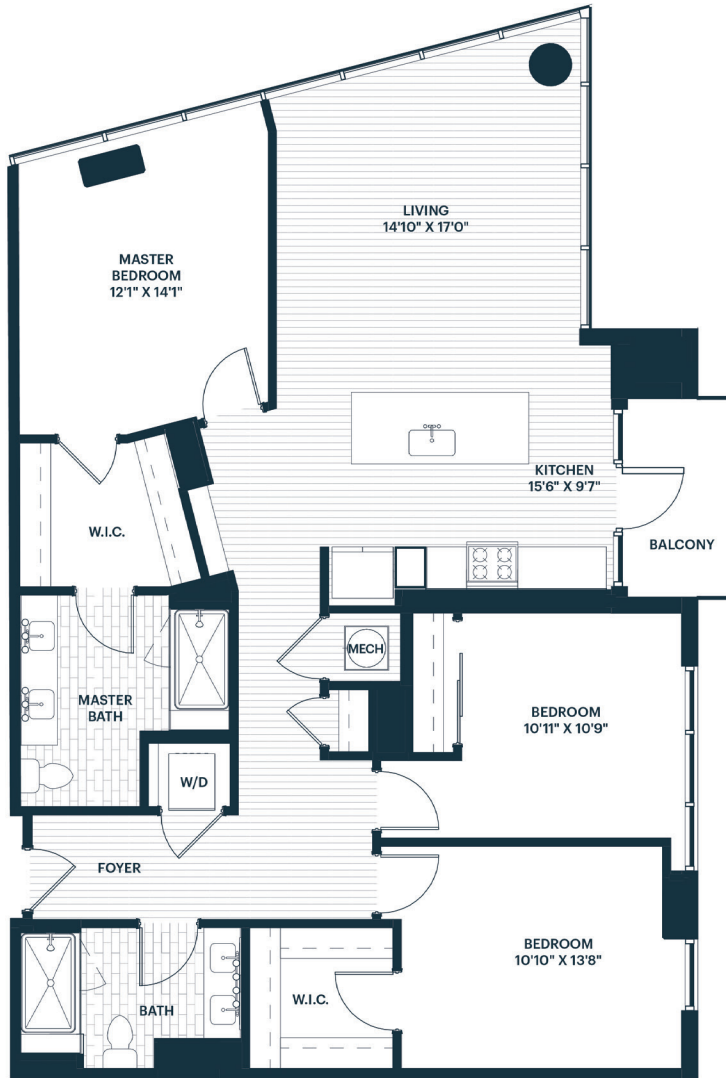 LIVING
14'10" X 17'0"
MASTER
BEDROOM
12'1" X 14'1"
KITCHEN
15'6" X 9'7"
W.I.C.
BALCONY
MECH
MASTER
BATH
BEDROOM
10'11" X 10'9"
W/D
FOYER
BEDROOM
10'10" X 13'8"
W.I.C.
BATH